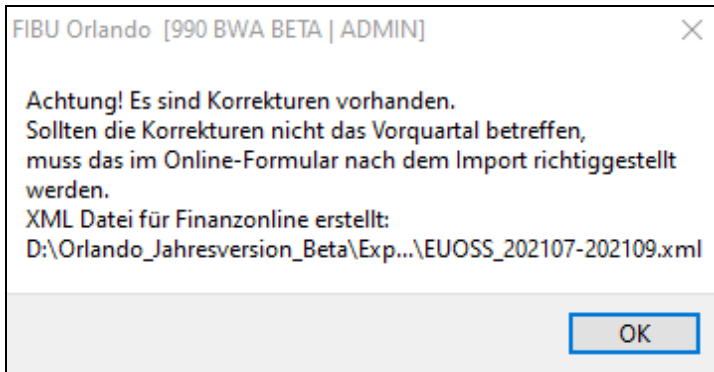 FIBU Orlando [990 BWA BETA | ADMIN]
Achtung! Es sind Korrekturen vorhanden.
Sollten die Korrekturen nicht das Vorquartal betreffen,
muss das im Online-Formular nach dem Import richtiggestellt
werden.
XML Datei für Finanzonline erstellt:
D:\Orlando_Jahresversion_Beta\Exp...\EUOSS_202107-202109.xml
OK